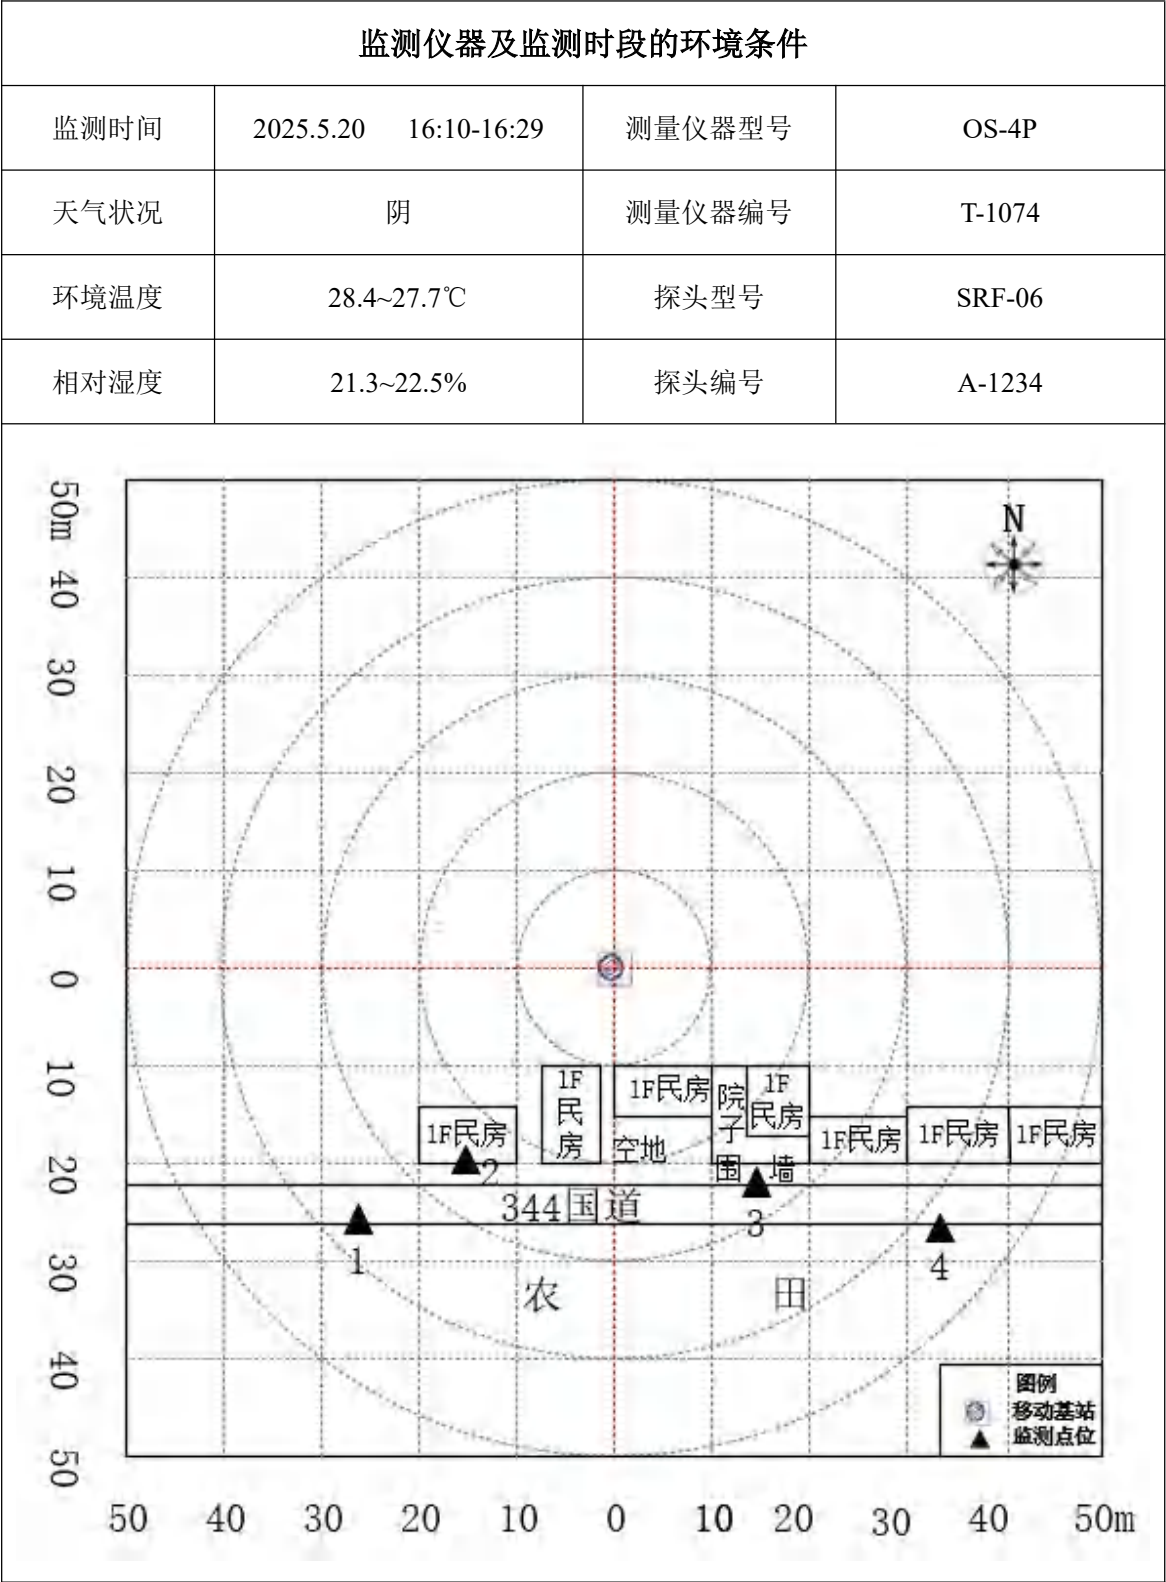 监测仪器及监测时段的环境条件
监测时间 2025.5.20 16:10-16:29 测量仪器型号 OS-4P
天气状况 阴 测量仪器编号 T-1074
环境温度 28.4~27.7℃ 探头型号 SRF-06
相对湿度 21.3~22.5% 探头编号 A-1234
N
50m
40
30
20
10
0
10
20
30
40
50
1F民房
1F民房
1F民房
院子
1F民房
1F民房
1F民房
1F民房
空地
围墙
2
344国道
3
1
4
农田
图例
移动基站
监测点位
50 40 30 20 10 0 10 20 30 40 50m